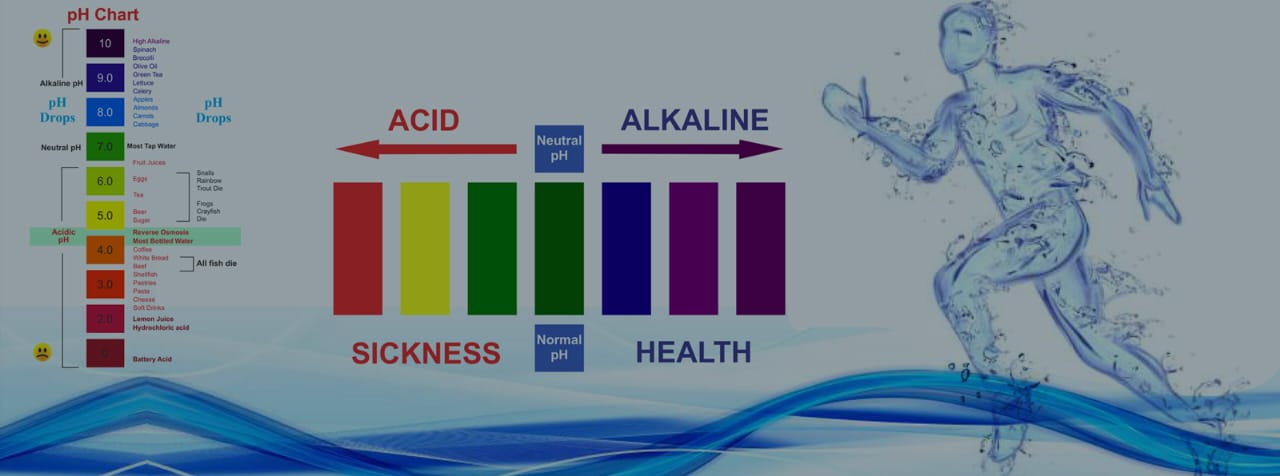 pH Chart
10
High Alkaline
Spinach
Brocolli
Olive Oil
Green Tea
Lettuce
Celery
Alkaline pH
9.0
pH
Drops
8.0
Apples
Almonds
Carrots
Cabbage
pH
Drops
Neutral pH
7.0
Most Tap Water
Fruit Juices
6.0
Eggs
Tea
Snails
Rainbow
Trout Die
5.0
Beer
Sugar
Frogs
Crayfish
Die
Acidic
pH
Reverse Osmosis
Most Bottled Water
4.0
Coffee
White Bread
Beef
All fish die
Shellfish
3.0
Pastries
Pasta
Cheese
Soft Drinks
2.0
Lemon Juice
Hydrochloric acid
0
Battery Acid
ACID
Neutral
pH
ALKALINE
SICKNESS
Normal
pH
HEALTH